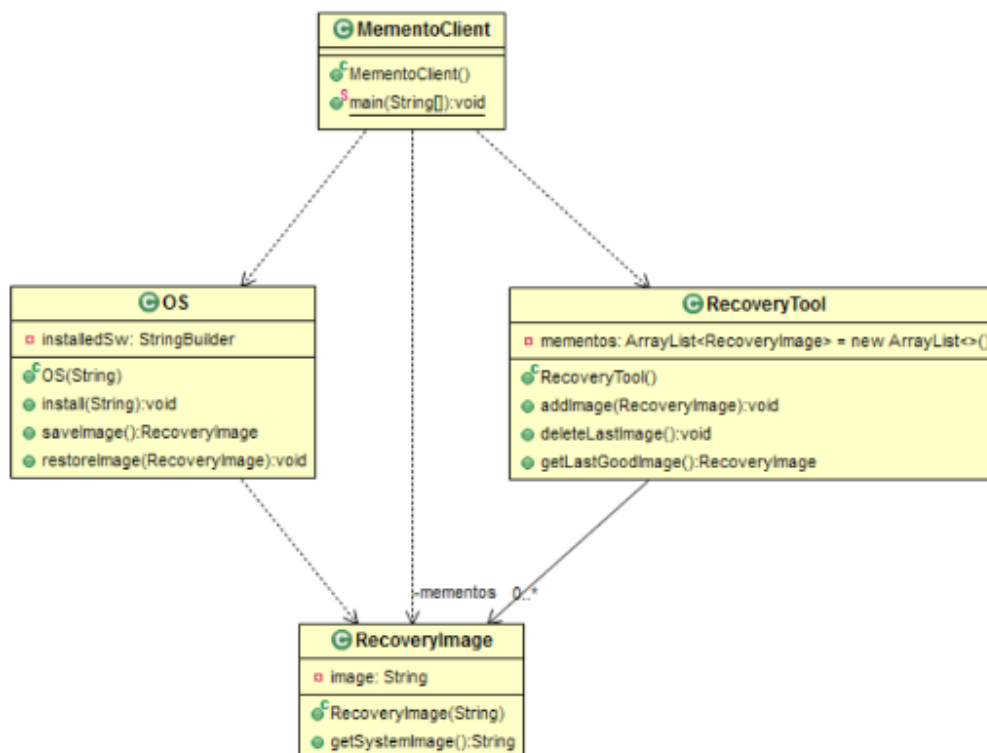 MementoClient
MementoClient()
main(String[]):void
OS
installedSw: StringBuilder
OS(String)
install(String):void
saveImage():RecoveryImage
restoreImage(RecoveryImage):void
RecoveryTool
mementos: ArrayList<RecoveryImage> = new ArrayList<>()
RecoveryTool()
addImage(RecoveryImage):void
deleteLastImage():void
getLastGoodImage():RecoveryImage
-mementos 0..*
RecoveryImage
image: String
RecoveryImage(String)
getSystemImage():String